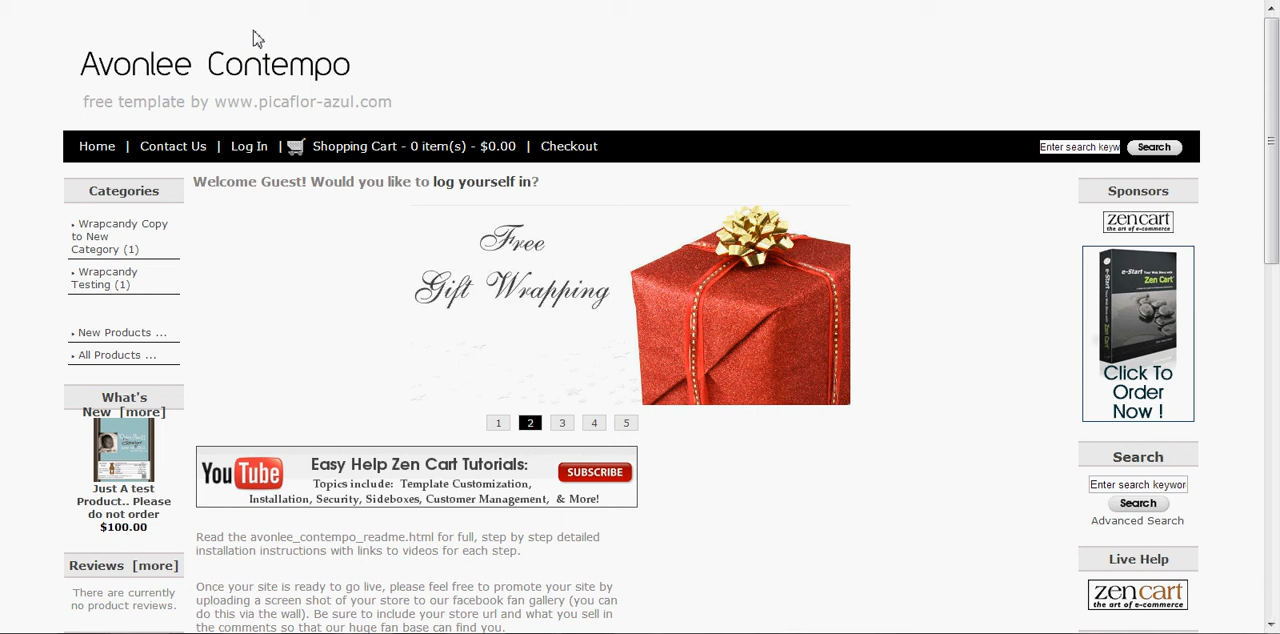 Avonlee Contempo
free template by www.picaflor-azul.com
Home | Contact Us | Log In | Shopping Cart - 0 item(s) - $0.00 | Checkout
Enter search keyw Search
Categories
Wrapcandy Copy
to New
Category (1)
Wrapcandy
Testing (1)
New Products ...
All Products ...
What's
New [more]
Just A test
Product.. Please
do not order
$100.00
Reviews [more]
There are currently
no product reviews.
Welcome Guest! Would you like to log yourself in?
Free
Gift Wrapping
1 2 3 4 5
YouTube
Easy Help Zen Cart Tutorials:
Topics include: Template Customization,
Installation, Security, Sideboxes, Customer Management, & More!
SUBSCRIBE
Read the avonlee_contempo_readme.html for full, step by step detailed
installation instructions with links to videos for each step.
Once your site is ready to go live, please feel free to promote your site by
uploading a screen shot of your store to our facebook fan gallery (you can
do this via the wall). Be sure to include your store url and what you sell in
the comments so that our huge fan base can find you.
Sponsors
zencart
the art of e-commerce
e-Start Your Web Store with
Zen Cart
Click To
Order
Now !
Search
Enter search keywor
Search
Advanced Search
Live Help
zencart
the art of e-commerce